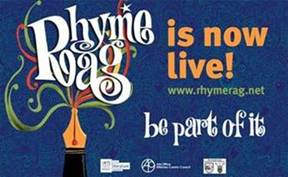 Rhyme
Rag
is now
live!
www.rhymerag.net
be part of it